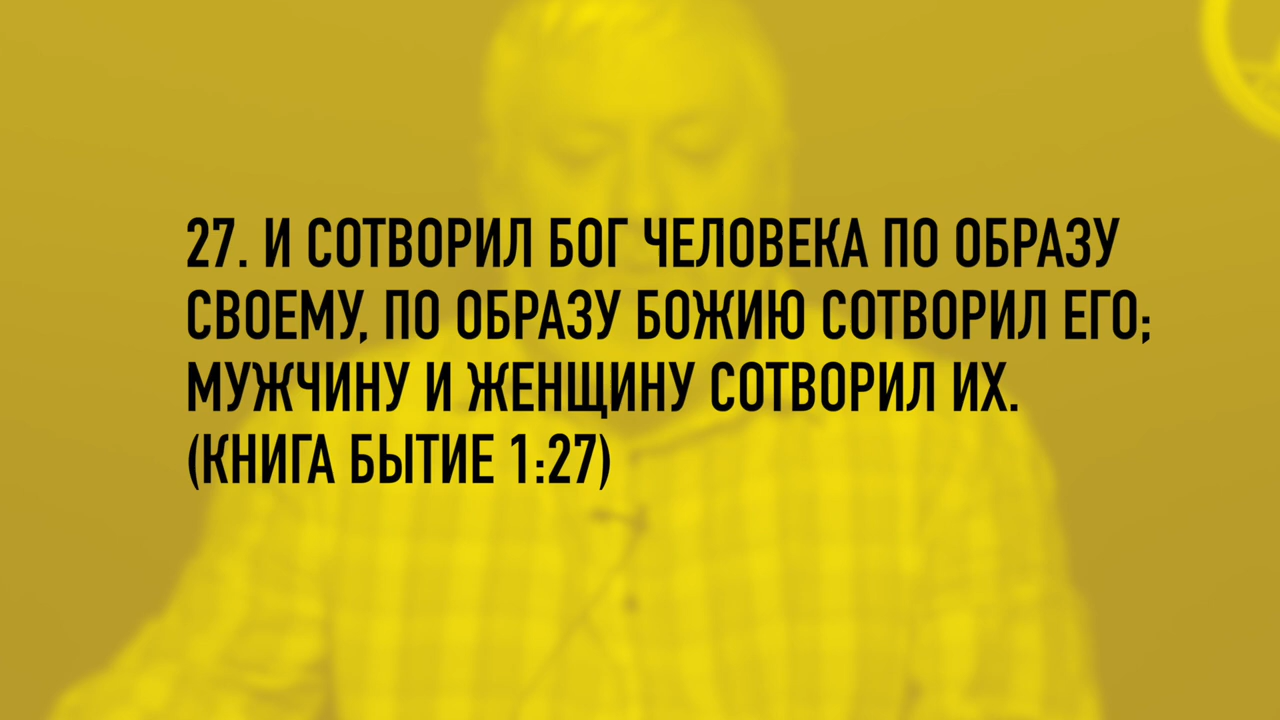 27. И СОТВОРИЛ БОГ ЧЕЛОВЕКА ПО ОБРАЗУ
СВОЕМУ, ПО ОБРАЗУ БОЖИЮ СОТВОРИЛ ЕГО;
МУЖЧИНУ И ЖЕНЩИНУ СОТВОРИЛ ИХ.
(КНИГА БЫТИЕ 1:27)